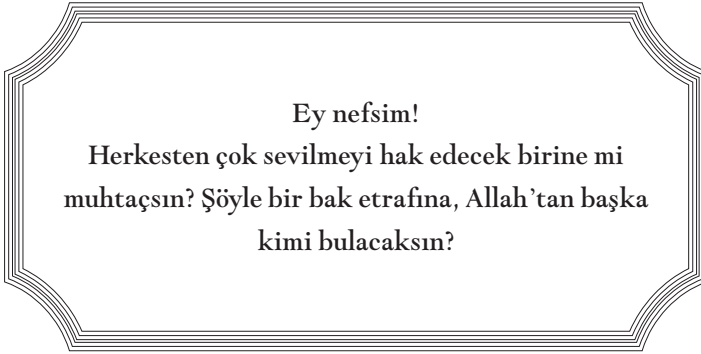 Ey nefsim!
Herkesten çok sevilmeyi hak edecek birine mi
muhtaçsın? Şöyle bir bak etrafına, Allah’tan başka
kimi bulacaksın?